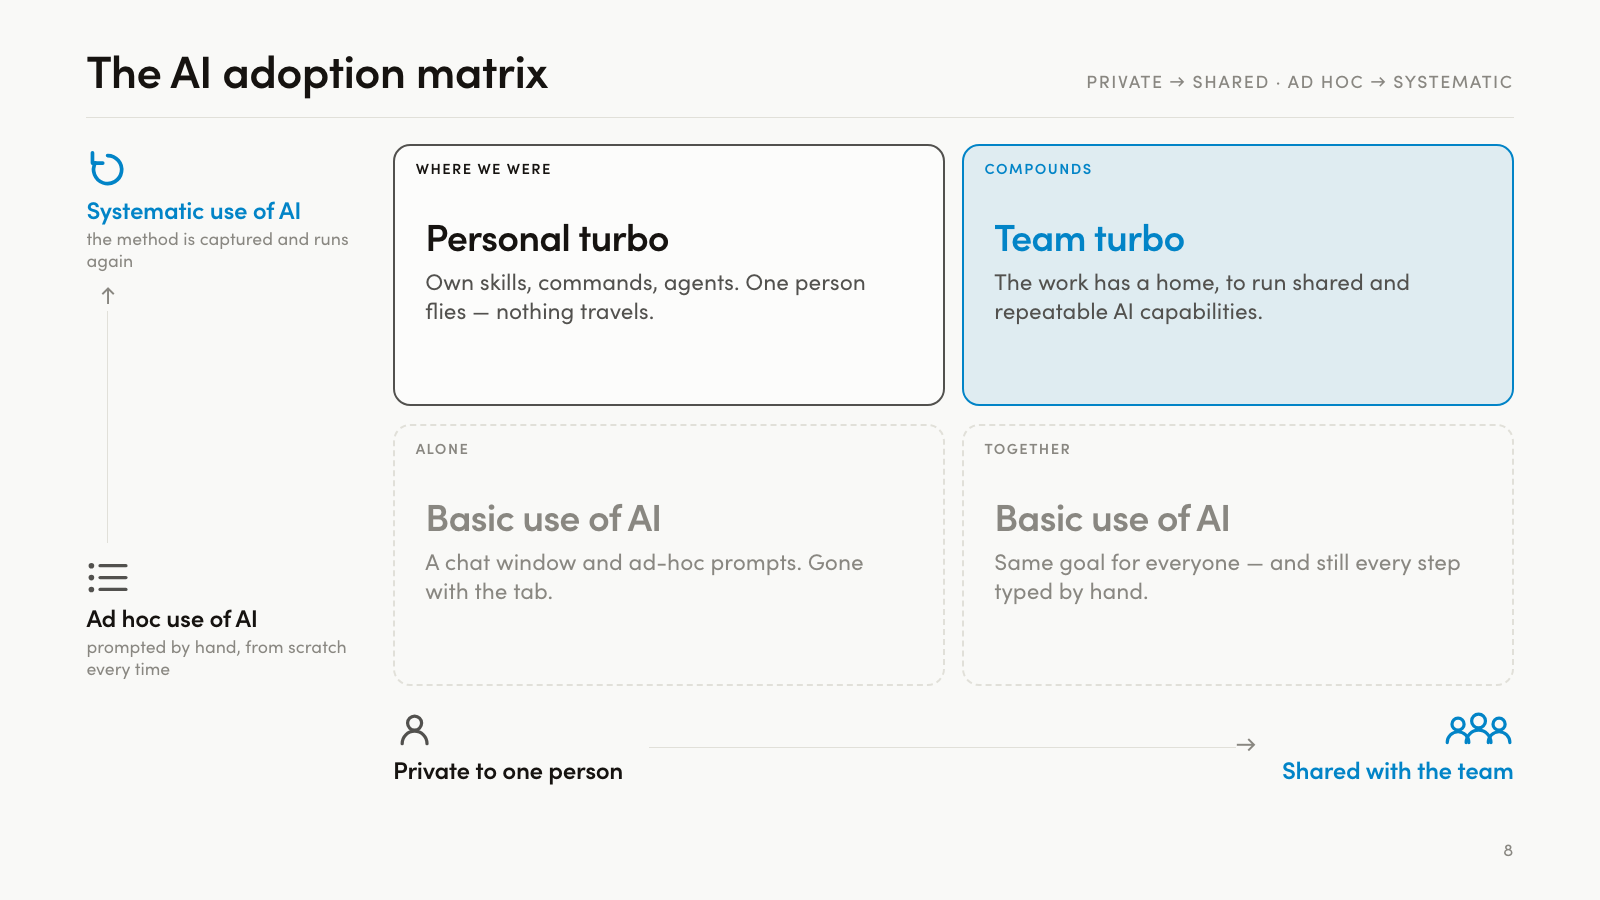 The AI adoption matrix
PRIVATE → SHARED · AD HOC → SYSTEMATIC
Systematic use of AI
the method is captured and runs
again
↑
Ad hoc use of AI
prompted by hand, from scratch
every time
WHERE WE WERE
Personal turbo
Own skills, commands, agents. One person
flies — nothing travels.
COMPOUNDS
Team turbo
The work has a home, to run shared and
repeatable AI capabilities.
ALONE
Basic use of AI
A chat window and ad-hoc prompts. Gone
with the tab.
TOGETHER
Basic use of AI
Same goal for everyone — and still every step
typed by hand.
Private to one person
→
Shared with the team
8